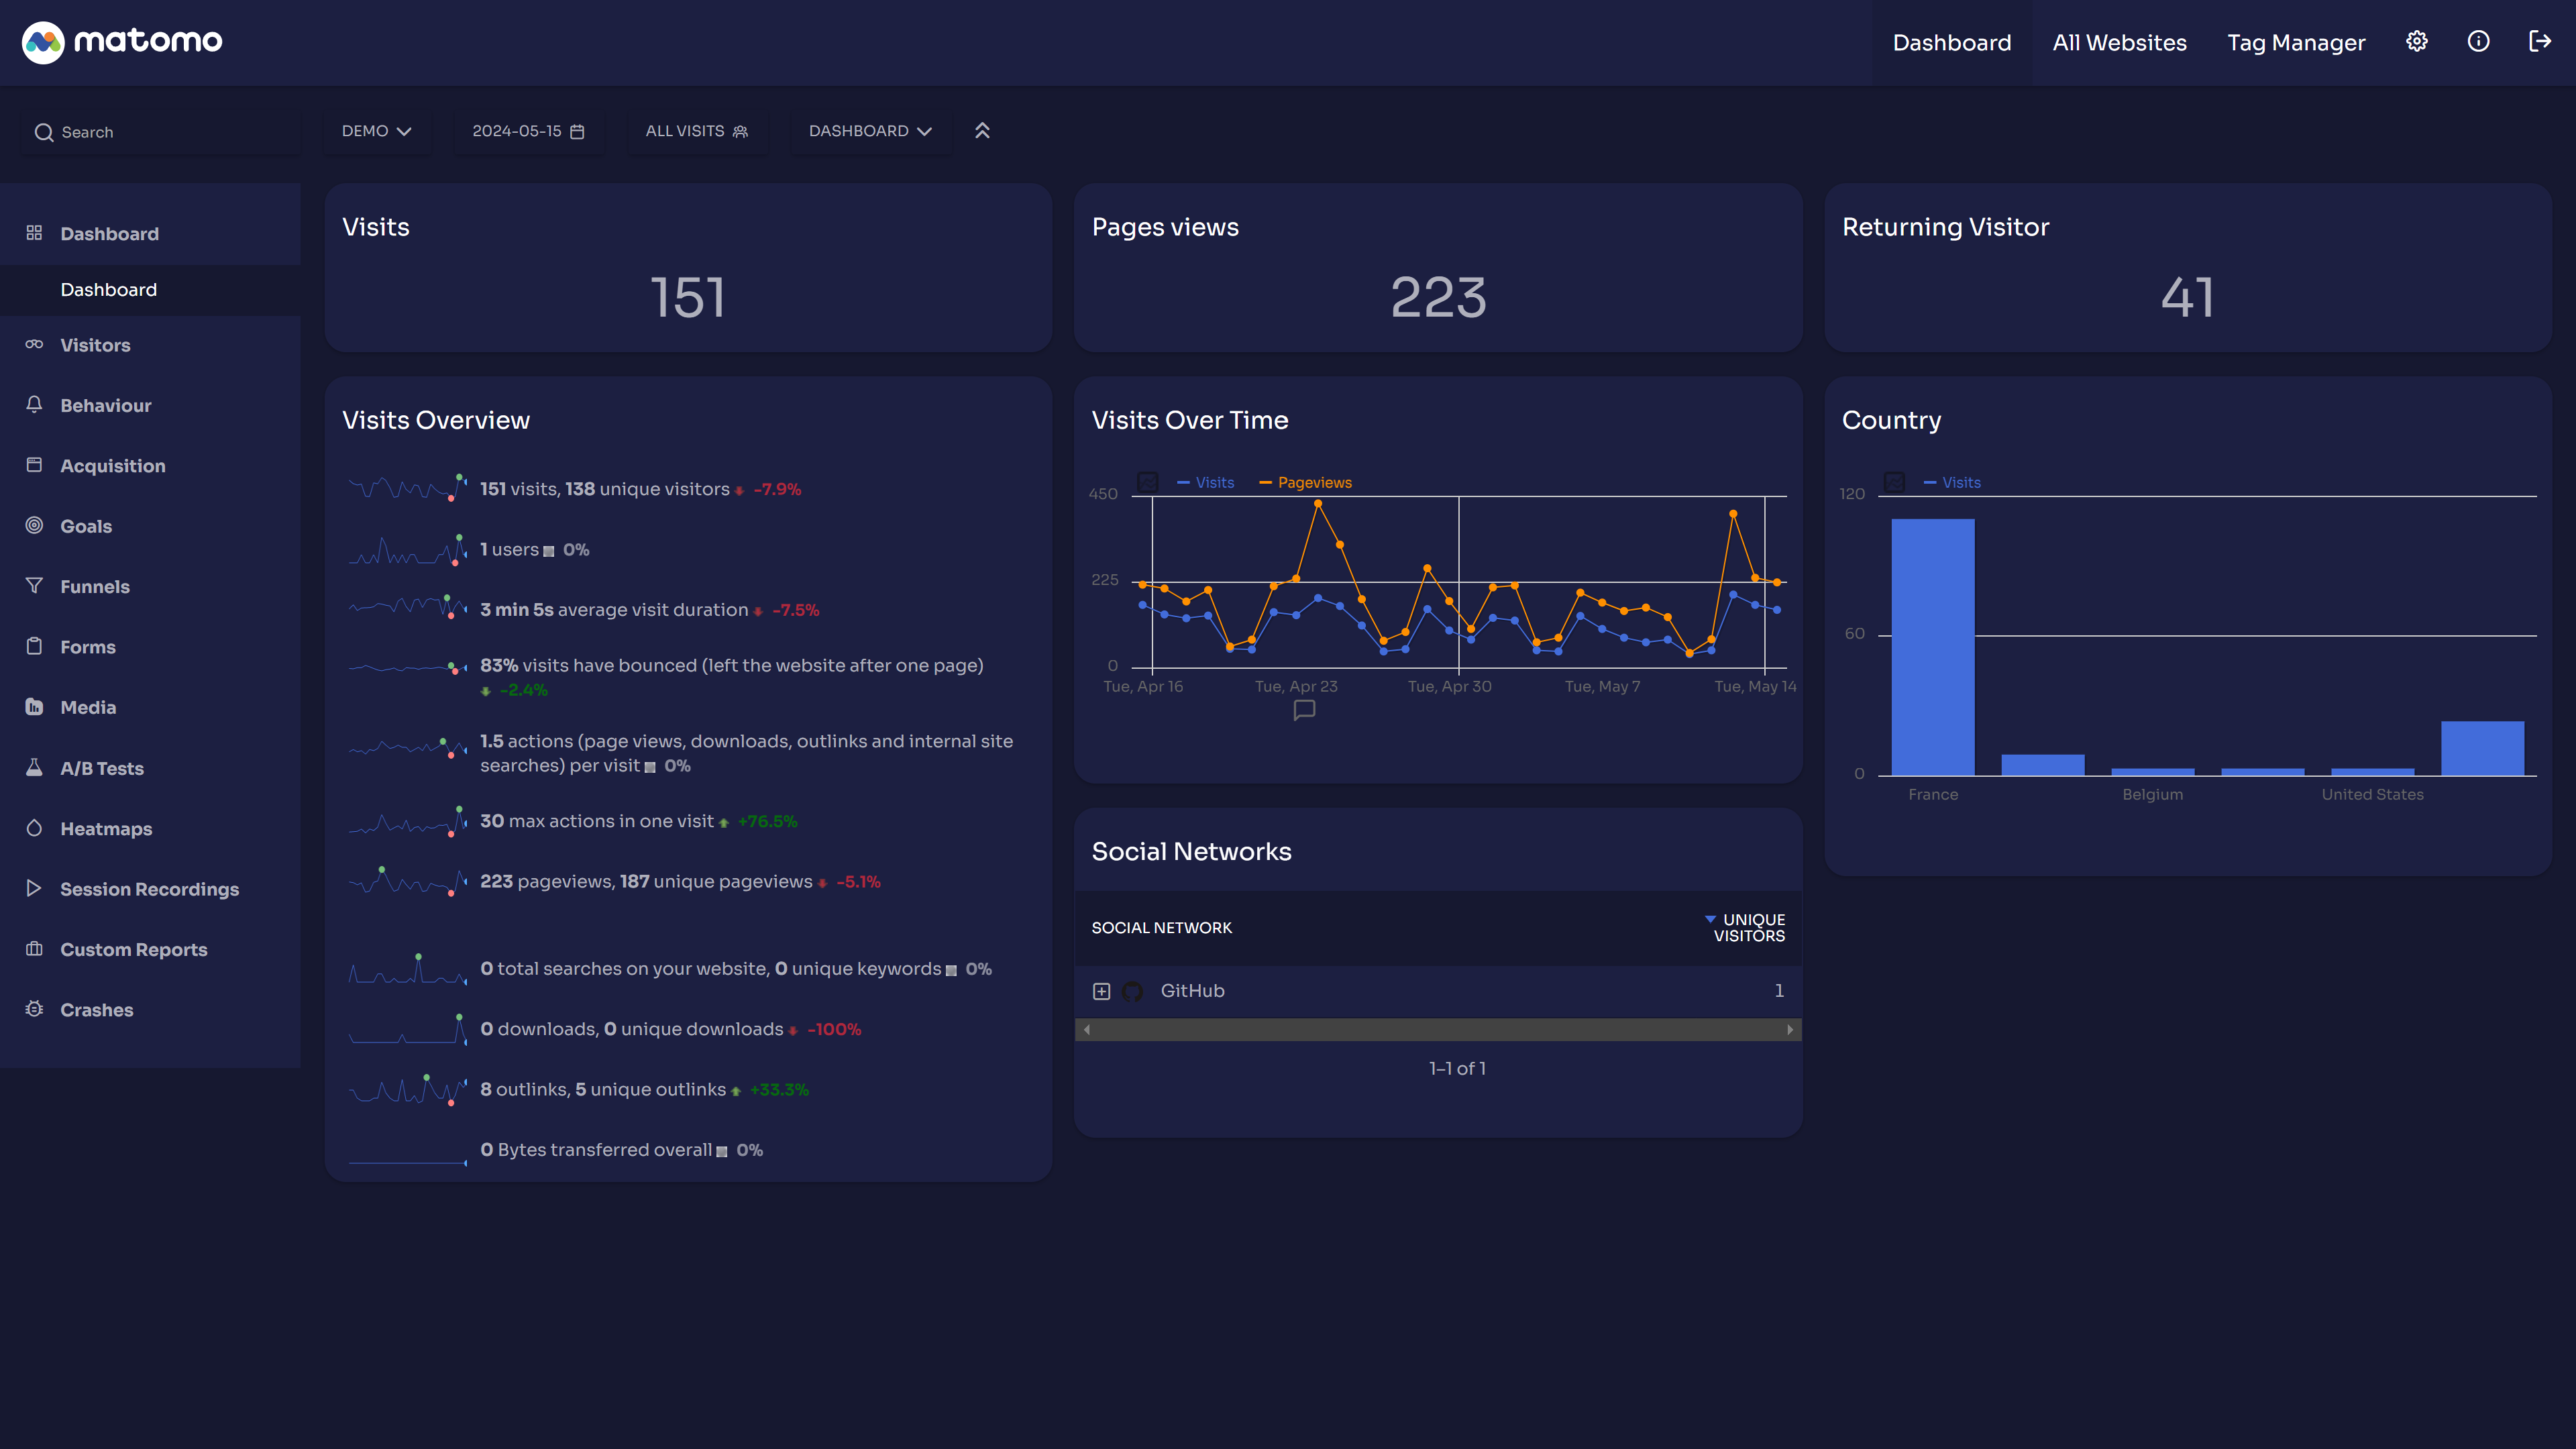 matomo
Dashboard
All Websites
Tag Manager
Search
DEMO
2024-05-15
ALL VISITS
DASHBOARD
Dashboard
Dashboard
Visitors
Behaviour
Acquisition
Goals
Funnels
Forms
Media
A/B Tests
Heatmaps
Session Recordings
Custom Reports
Crashes
Visits
151
Pages views
223
Returning Visitor
41
Visits Overview
151 visits, 138 unique visitors -7.9%
1 users 0%
3 min 5s average visit duration -7.5%
83% visits have bounced (left the website after one page)
-2.4%
1.5 actions (page views, downloads, outlinks and internal site
searches) per visit 0%
30 max actions in one visit +76.5%
223 pageviews, 187 unique pageviews -5.1%
0 total searches on your website, 0 unique keywords 0%
0 downloads, 0 unique downloads -100%
8 outlinks, 5 unique outlinks +33.3%
0 Bytes transferred overall 0%
Visits Over Time
Visits Pageviews
450
225
0
Tue, Apr 16 Tue, Apr 23 Tue, Apr 30 Tue, May 7 Tue, May 14
Social Networks
SOCIAL NETWORK
UNIQUE
VISITORS
GitHub 1
1–1 of 1
Country
Visits
120
60
0
France Belgium United States